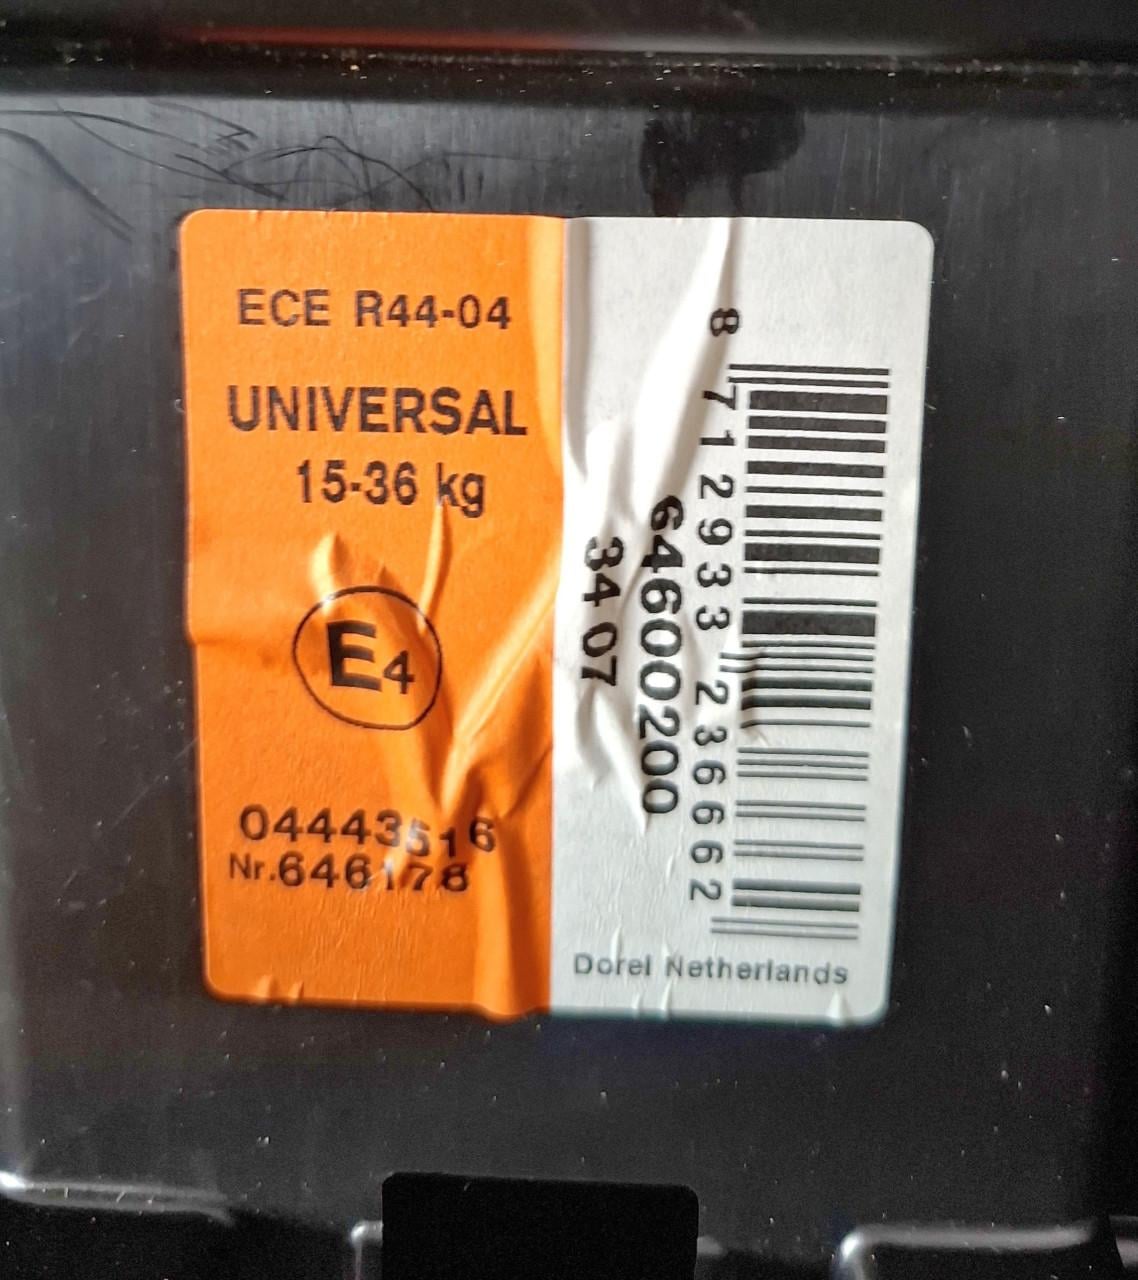 ECE R44-04
UNIVERSAL
15-36 kg
E4
04443516
Nr.646178
8 712933 236662
64600200
34 07
Dorel Netherlands